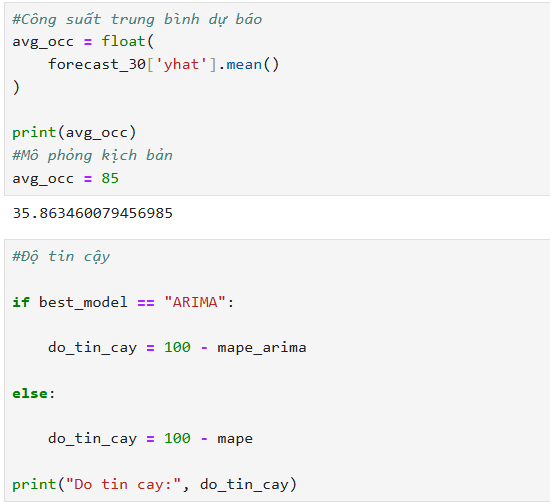 #Công suất trung bình dự báo
avg_occ = float(
    forecast_30['yhat'].mean()
)
print(avg_occ)
#Mô phỏng kịch bản
avg_occ = 85
35.863460079456985
#Độ tin cậy
if best_model == "ARIMA":
    do_tin_cay = 100 - mape_arima
else:
    do_tin_cay = 100 - mape
print("Do tin cay:", do_tin_cay)